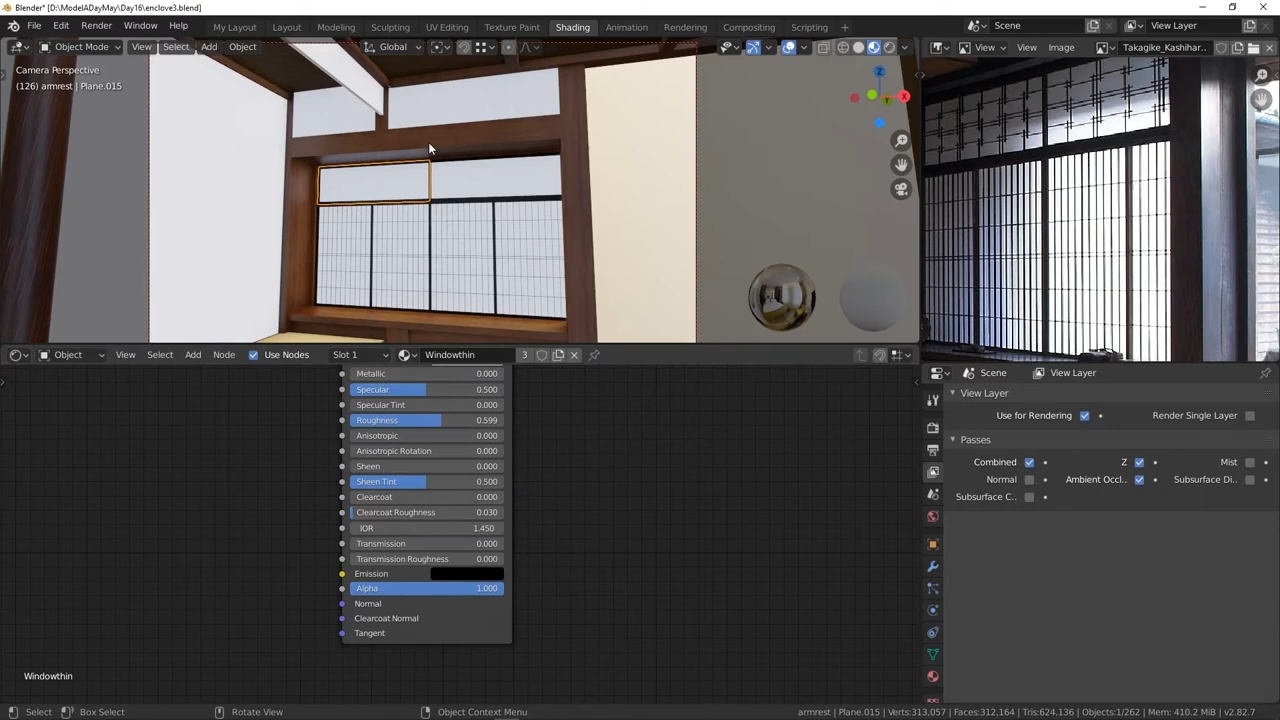 Blender* [D:\ModelADayMay\Day16\enclove3.blend]
File Edit Render Window Help My Layout Layout Modeling Sculpting UV Editing Texture Paint Shading Animation Rendering Compositing Scripting Scene View Layer
Object Mode View Select Add Object Global View View Image Takagike_Kashihar..
Camera Perspective
(126) armrest | Plane.015
Z
X
Y
Object View Select Add Node Use Nodes Slot 1 Windowthin 3
Scene View Layer
Metallic 0.000
Specular 0.500
Specular Tint 0.000
Roughness 0.599
Anisotropic 0.000
Anisotropic Rotation 0.000
Sheen 0.000
Sheen Tint 0.500
Clearcoat 0.000
Clearcoat Roughness 0.030
IOR 1.450
Transmission 0.000
Transmission Roughness 0.000
Emission
Alpha 1.000
Normal
Clearcoat Normal
Tangent
Windowthin
View Layer
Use for Rendering Render Single Layer
Passes
Combined Z Mist
Normal Ambient Occl.. Subsurface Di..
Subsurface C..
Select Box Select Rotate View Object Context Menu
armrest | Plane.015 | Verts:313,057 | Faces:312,164 | Tris:624,136 | Objects:1/262 | Mem: 410.2 MiB | v2.82.7